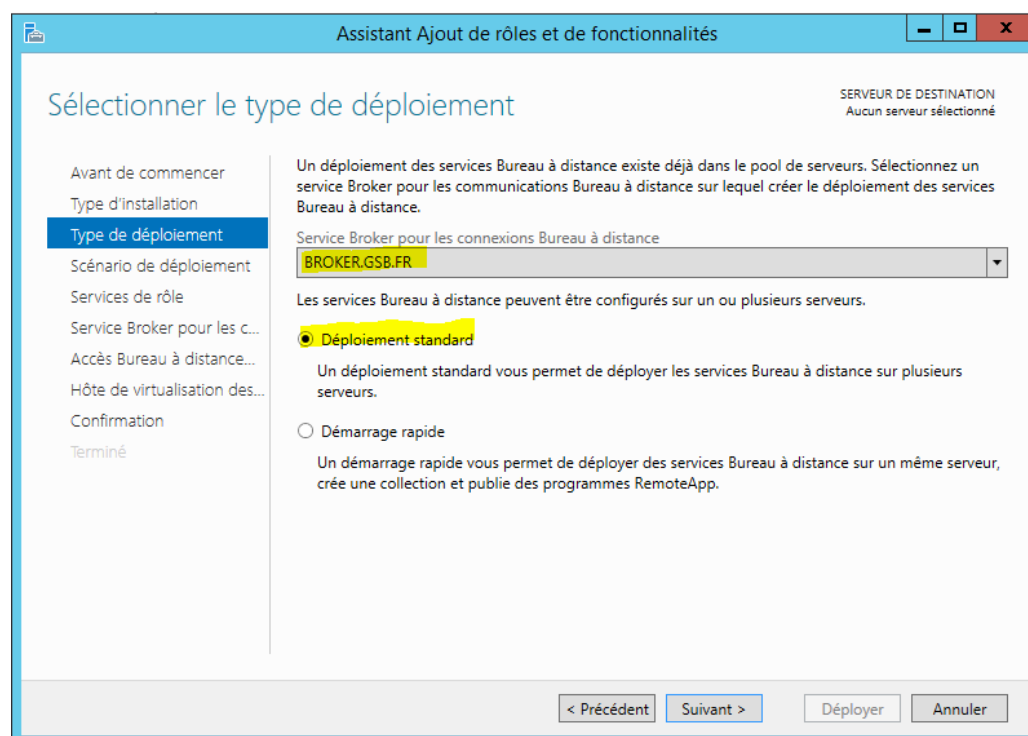 Assistant Ajout de rôles et de fonctionnalités
Sélectionner le type de déploiement
SERVEUR DE DESTINATION
Aucun serveur sélectionné
Avant de commencer
Type d'installation
Type de déploiement
Scénario de déploiement
Services de rôle
Service Broker pour les c...
Accès Bureau à distance...
Hôte de virtualisation des...
Confirmation
Terminé
Un déploiement des services Bureau à distance existe déjà dans le pool de serveurs. Sélectionnez un
service Broker pour les communications Bureau à distance sur lequel créer le déploiement des services
Bureau à distance.
Service Broker pour les connexions Bureau à distance
BROKER.GSB.FR
Les services Bureau à distance peuvent être configurés sur un ou plusieurs serveurs.
Déploiement standard
Un déploiement standard vous permet de déployer les services Bureau à distance sur plusieurs
serveurs.
Démarrage rapide
Un démarrage rapide vous permet de déployer des services Bureau à distance sur un même serveur,
crée une collection et publie des programmes RemoteApp.
< Précédent
Suivant >
Déployer
Annuler